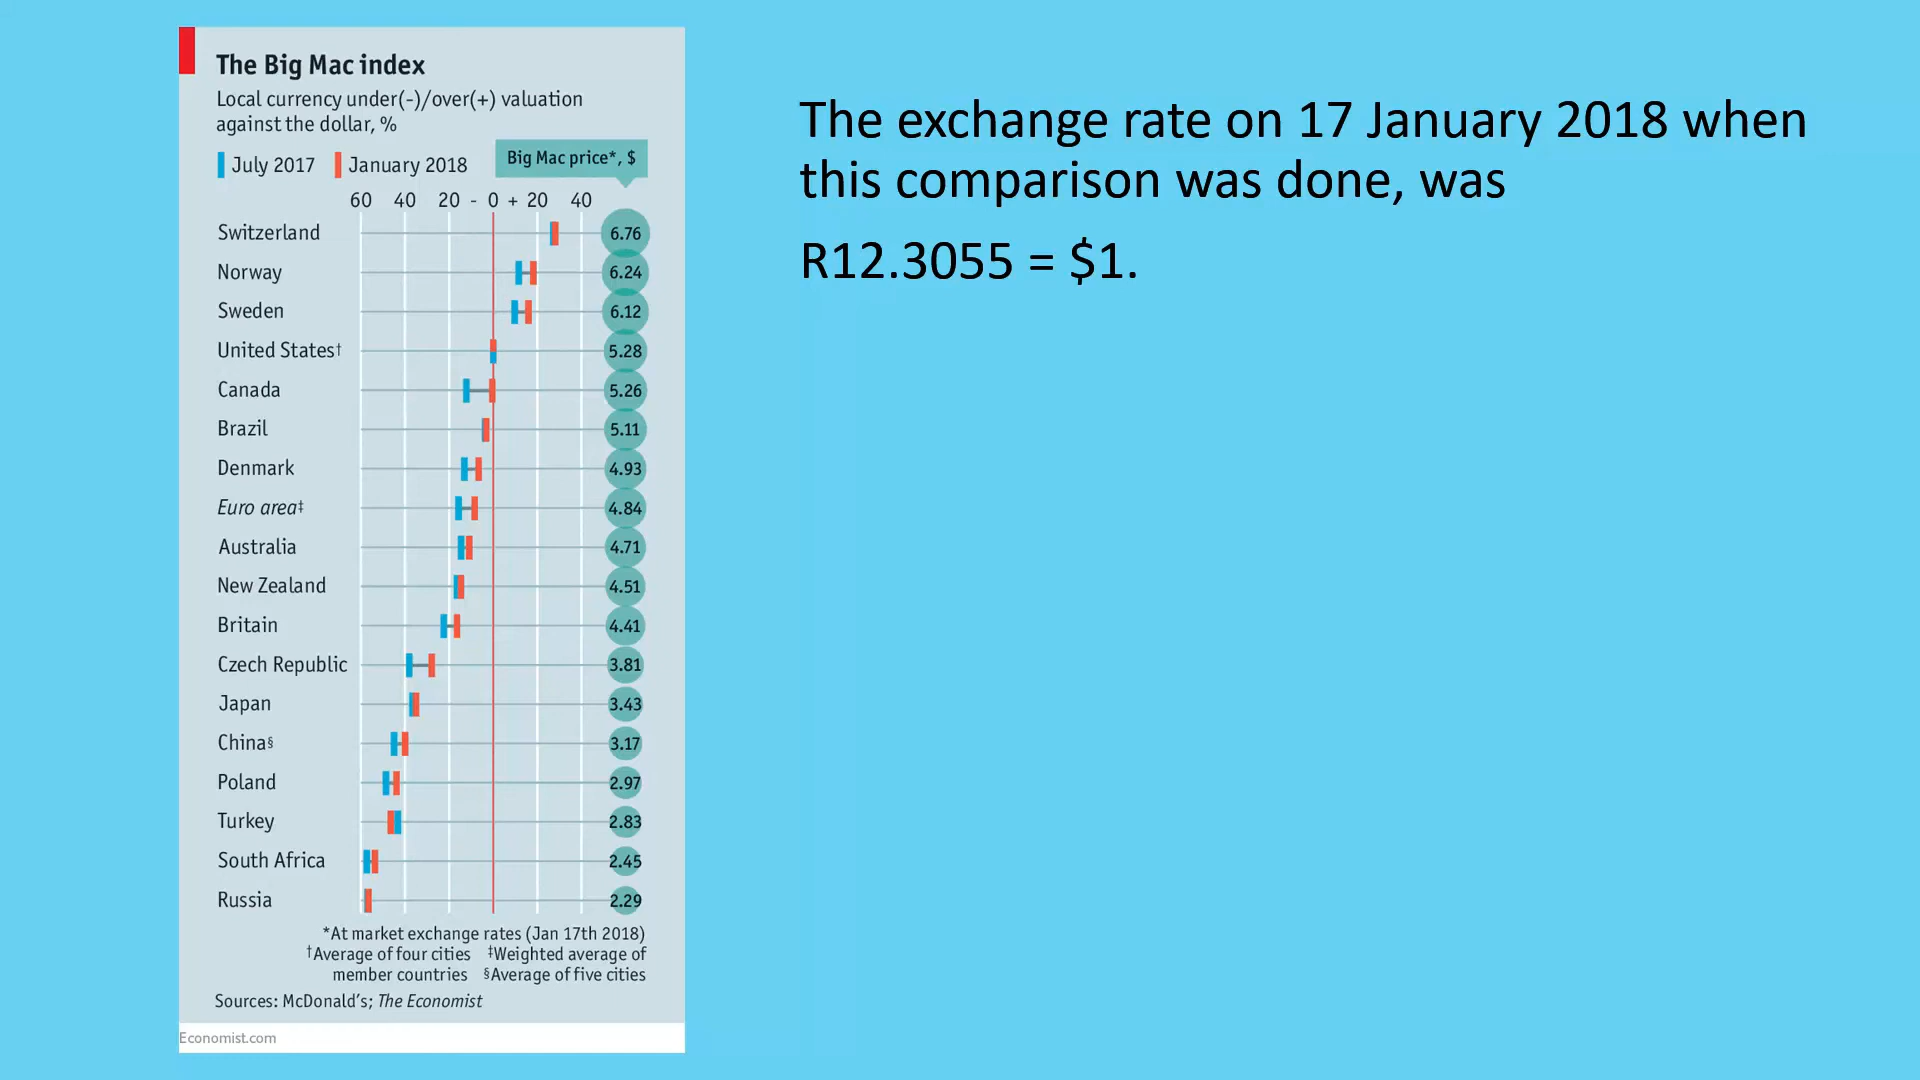 The Big Mac index
Local currency under(-)/over(+) valuation
against the dollar, %
July 2017 January 2018 Big Mac price*, $
60 40 20 - 0 + 20 40
Switzerland 6.76
Norway 6.24
Sweden 6.12
United States† 5.28
Canada 5.26
Brazil 5.11
Denmark 4.93
Euro area‡ 4.84
Australia 4.71
New Zealand 4.51
Britain 4.41
Czech Republic 3.81
Japan 3.43
China§ 3.17
Poland 2.97
Turkey 2.83
South Africa 2.45
Russia 2.29
*At market exchange rates (Jan 17th 2018)
†Average of four cities ‡Weighted average of
member countries §Average of five cities
Sources: McDonald's; The Economist
Economist.com
The exchange rate on 17 January 2018 when
this comparison was done, was
R12.3055 = $1.